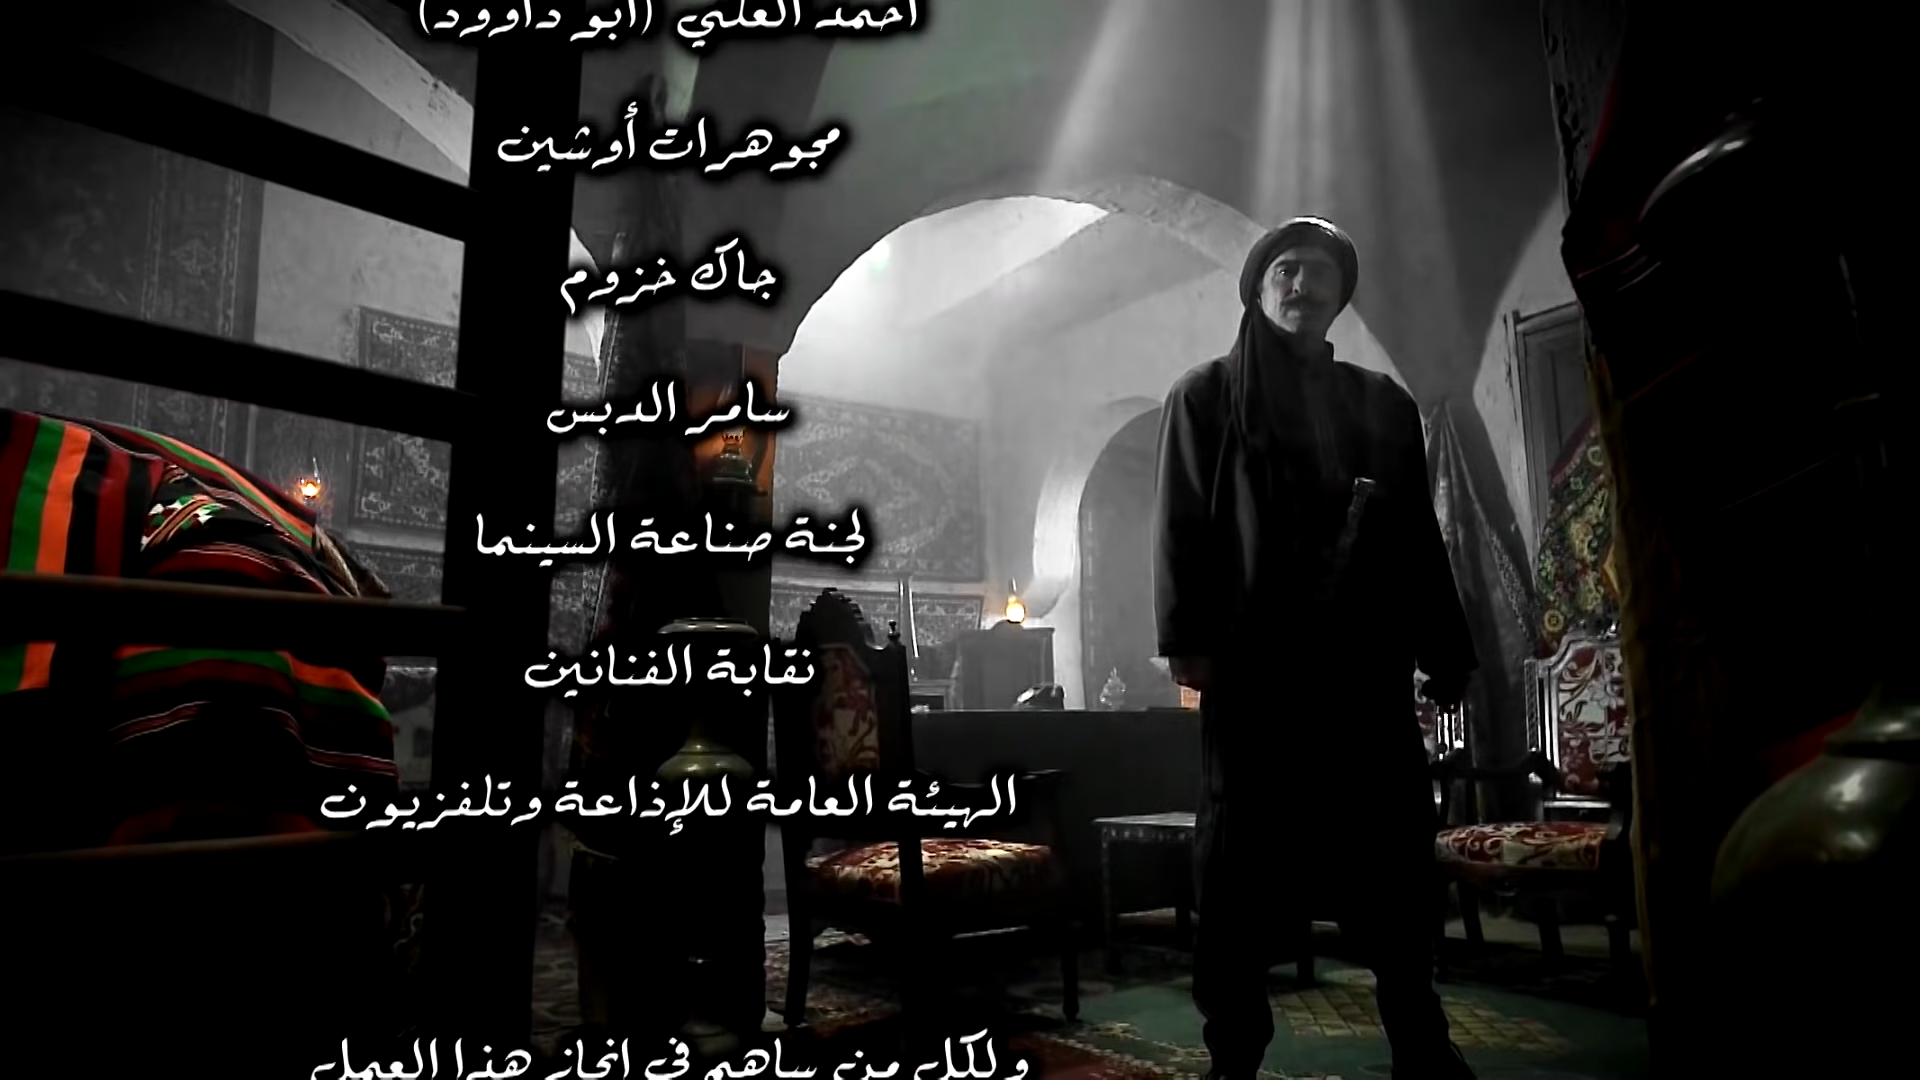 أحمد العلي (أبو داوود)
مجوهرات أوشين
جاك خزوم
سامر الدبس
لجنة صناعة السينما
نقابة الفنانين
الهيئة العامة للإذاعة وتلفزيون
ولكل من ساهم في انجاز هذا العمل